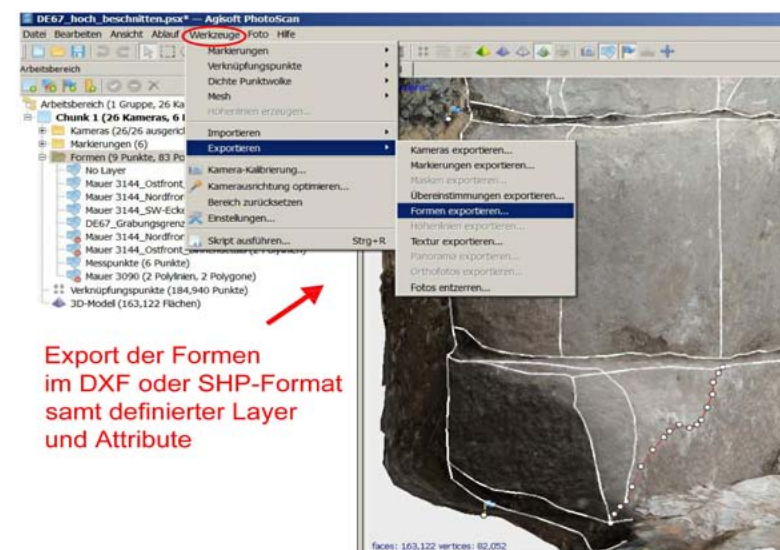 DE67_hoch_beschnitten.psx* — Agisoft PhotoScan
Datei Bearbeiten Ansicht Ablauf Werkzeuge Foto Hilfe
Arbeitsbereich
Arbeitsbereich (1 Gruppe, 26 Ka
Chunk 1 (26 Kameras, 6
Kameras (26/26 ausgeric
Markierungen (6)
Formen (9 Punkte, 83 Po
No Layer
Mauer 3144_Ostfront
Mauer 3144_Nordfror
Mauer 3144_SW-Ecke
DE67_Grabungsgrenz
Mauer 3144_Nordfror
Mauer 3144_Ostfront
Messpunkte (6 Punkte)
Mauer 3090 (2 Polylinien, 2 Polygone)
Verknüpfungspunkte (184,940 Punkte)
3D-Model (163,122 Flächen)
Markierungen
Verknüpfungspunkte
Dichte Punktwolke
Mesh
Höhenlinien erzeugen...
Importieren
Exportieren
Kamera-Kalibrierung...
Kameraausrichtung optimieren...
Bereich zurücksetzen
Einstellungen...
Skript ausführen... Strg+R
Kameras exportieren...
Markierungen exportieren...
Masken exportieren...
Übereinstimmungen exportieren...
Formen exportieren...
Höhenlinien exportieren...
Textur exportieren...
Panorama exportieren...
Orthofotos exportieren...
Fotos entzerren...
Export der Formen
im DXF oder SHP-Format
samt definierter Layer
und Attribute
faces: 163,122 vertices: 82,052